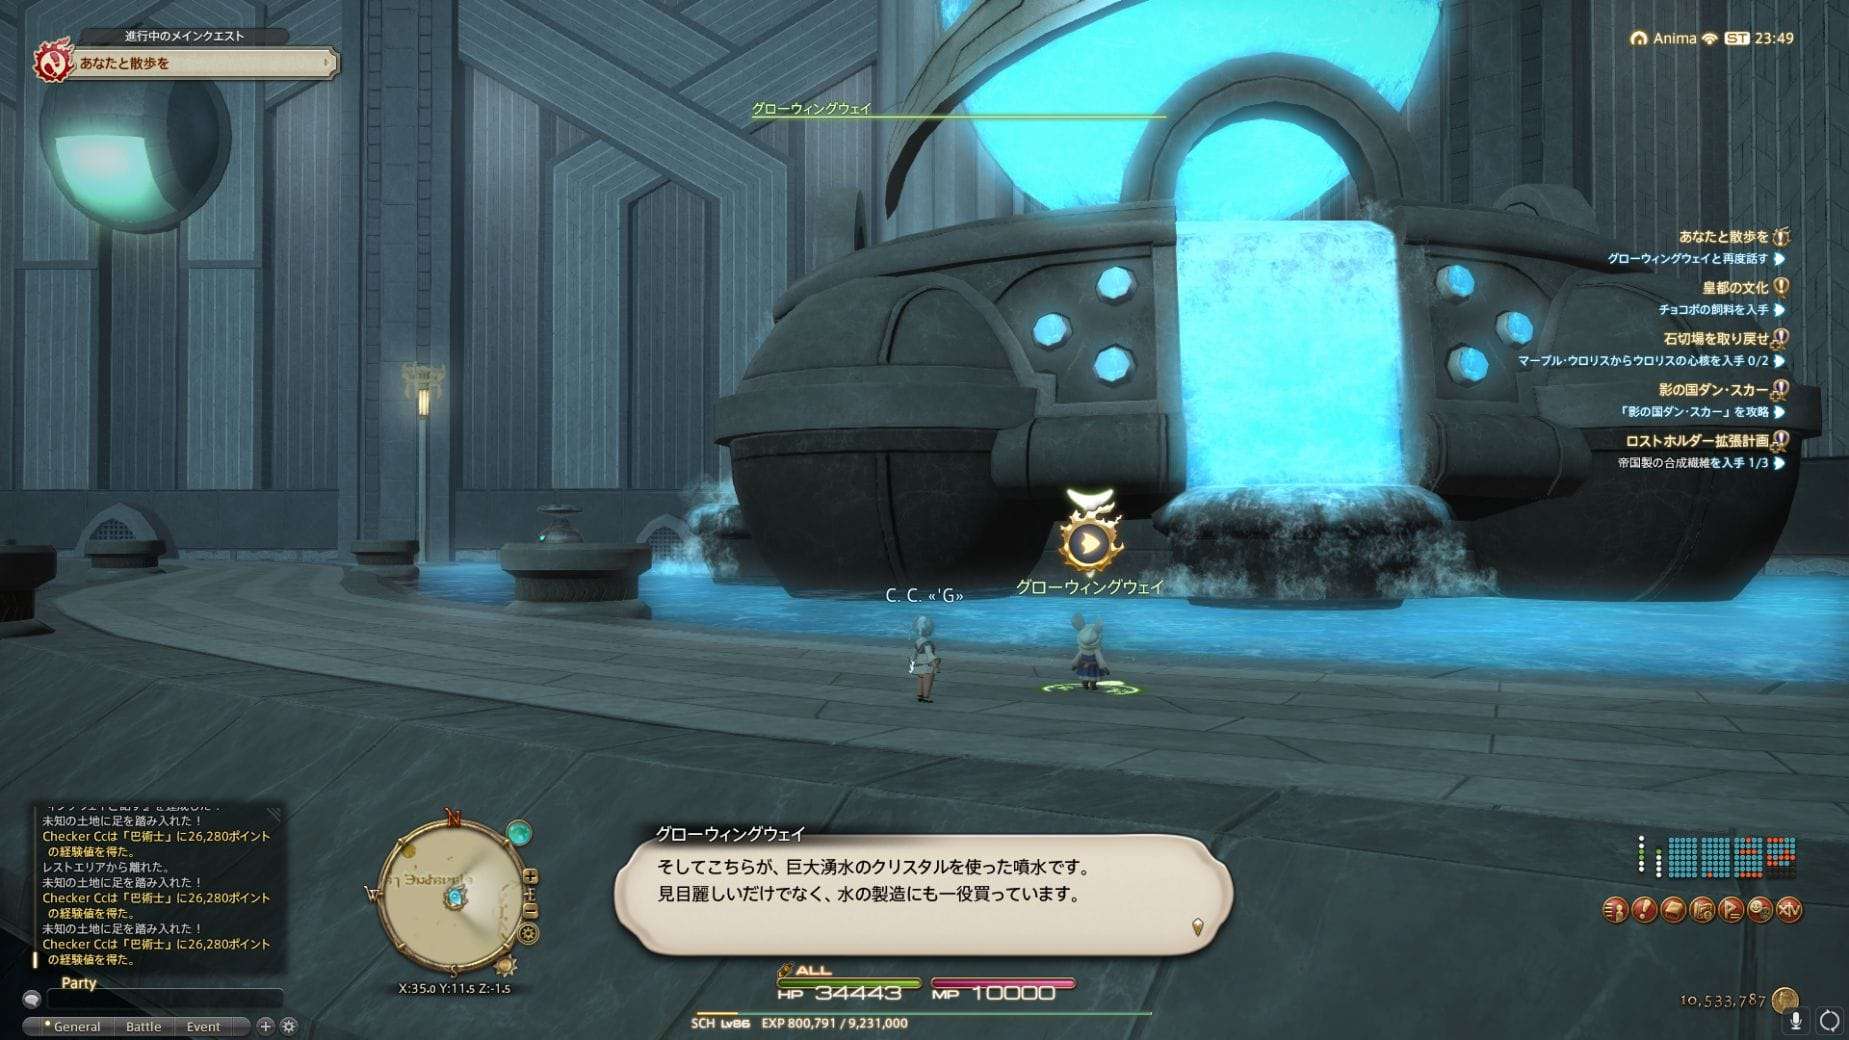 進行中のメインクエスト
あなたと散歩を
Anima ST 23:49
グローウィングウェイ
あなたと散歩を
グローウィングウェイと再度話す
皇都の文化
チョコボの飼料を入手
石切場を取り戻せ
マーブル・ウロリスからウロリスの心核を入手 0/2
影の国ダン・スカー
「影の国ダン・スカー」を攻略
ロストホルダー拡張計画
帝国製の合成繊維を入手 1/3
グローウィングウェイ
C. C. «'G»
未知の土地に足を踏み入れた！
Checker Ccは「巴術士」に26,280ポイント
の経験値を得た。
レストエリアから離れた。
未知の土地に足を踏み入れた！
Checker Ccは「巴術士」に26,280ポイント
の経験値を得た。
未知の土地に足を踏み入れた！
Checker Ccは「巴術士」に26,280ポイント
の経験値を得た。
Party
General Battle Event
N
W
S
X:35.0 Y:11.5 Z:-1.5
グローウィングウェイ
そしてこちらが、巨大湧水のクリスタルを使った噴水です。
見目麗しいだけでなく、水の製造にも一役買っています。
ALL
HP 34443 MP 10000
SCH Lv86 EXP 800,791 / 9,231,000
XIV
10,533,787